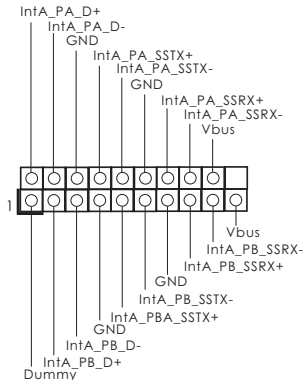 IntA_PA_D+
IntA_PA_D-
GND
IntA_PA_SSTX+
IntA_PA_SSTX-
GND
IntA_PA_SSRX+
IntA_PA_SSRX-
Vbus
1
Vbus
IntA_PB_SSRX-
IntA_PB_SSRX+
GND
IntA_PB_SSTX-
IntA_PBA_SSTX+
GND
IntA_PB_D-
IntA_PB_D+
Dummy